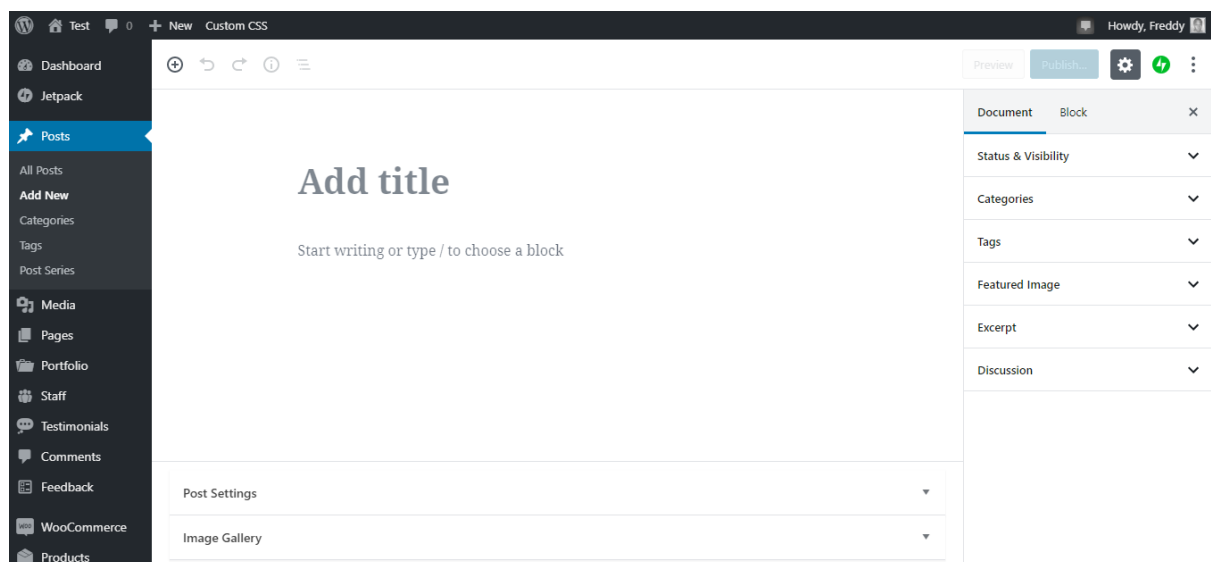 Test 0 New Custom CSS Howdy, Freddy
Dashboard
Jetpack
Posts
All Posts
Add New
Categories
Tags
Post Series
Media
Pages
Portfolio
Staff
Testimonials
Comments
Feedback
WooCommerce
Products
Preview Publish...
Add title
Start writing or type / to choose a block
Post Settings
Image Gallery
Document Block
Status & Visibility
Categories
Tags
Featured Image
Excerpt
Discussion